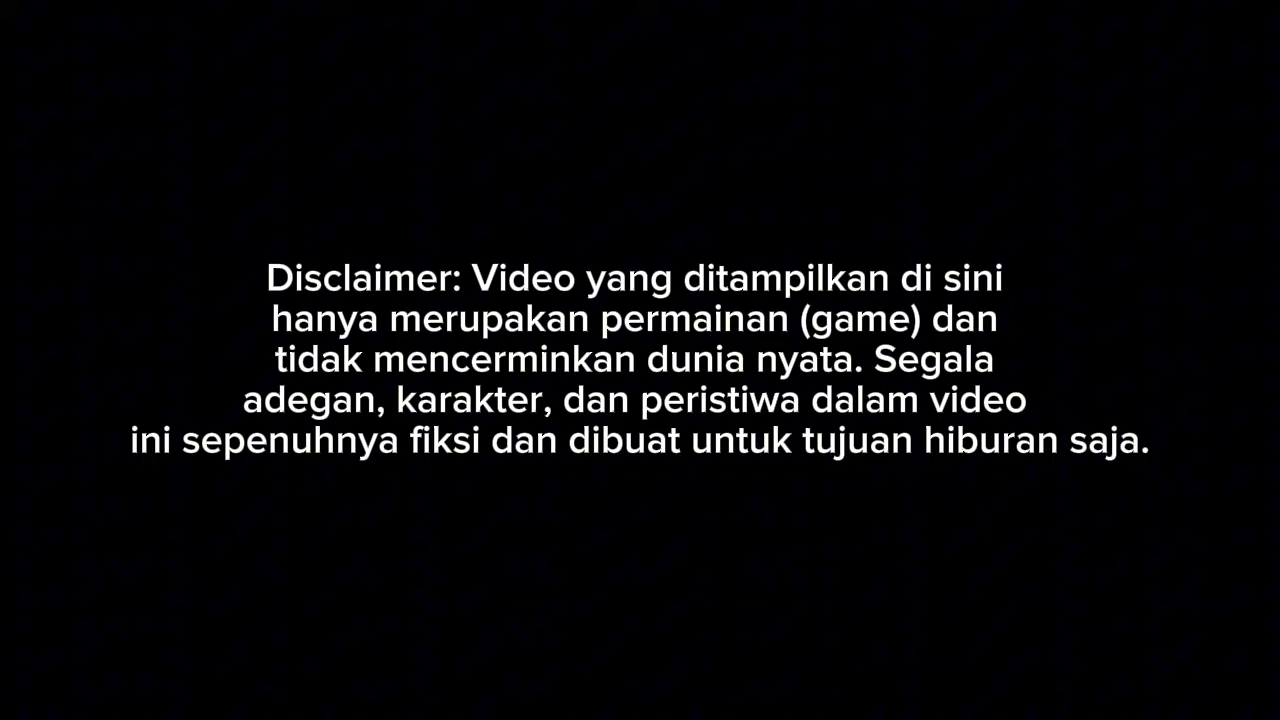 Disclaimer: Video yang ditampilkan di sini
hanya merupakan permainan (game) dan
tidak mencerminkan dunia nyata. Segala
adegan, karakter, dan peristiwa dalam video
ini sepenuhnya fiksi dan dibuat untuk tujuan hiburan saja.